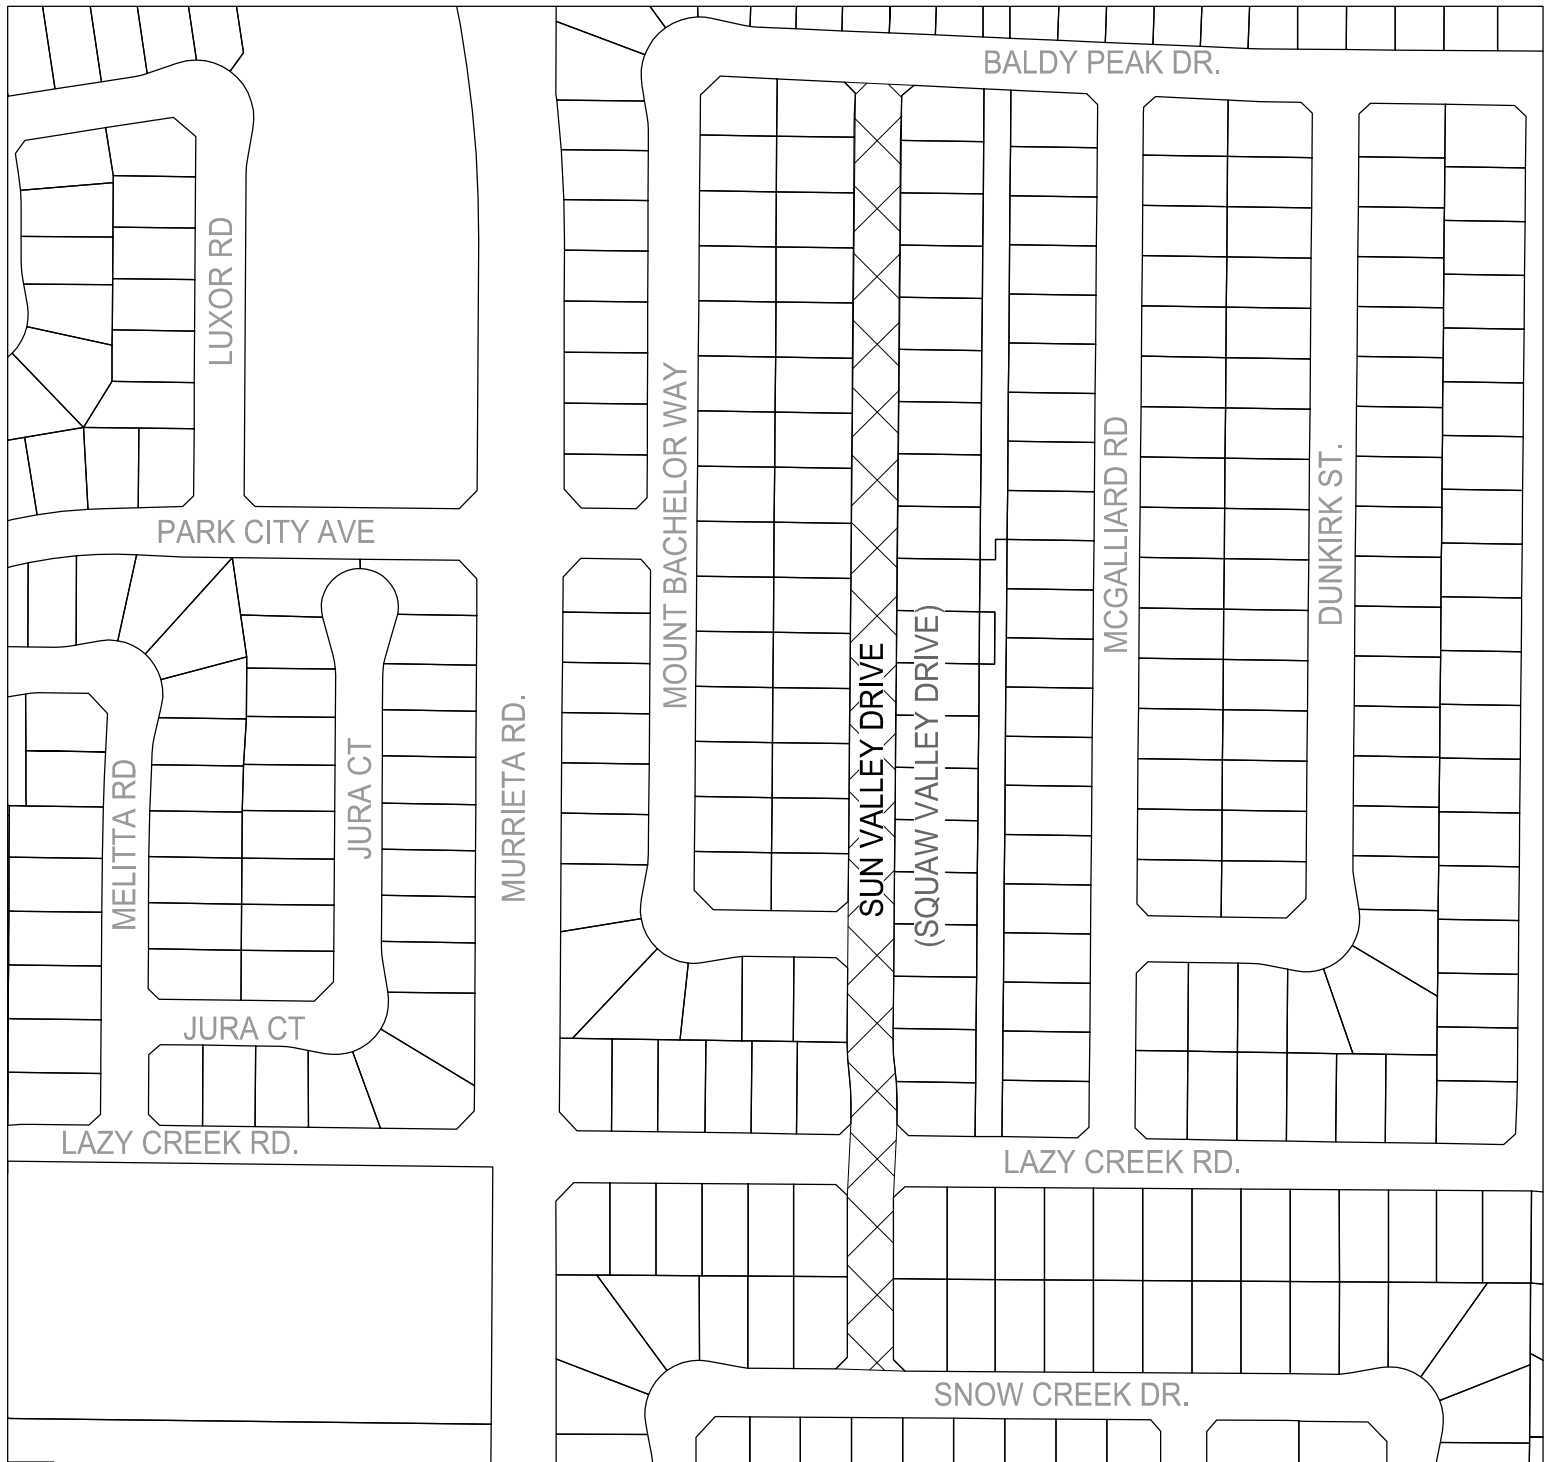 BALDY PEAK DR.
LUXOR RD
MOUNT BACHELOR WAY
MCGALLIARD RD
DUNKIRK ST.
PARK CITY AVE
SUN VALLEY DRIVE
(SQUAW VALLEY DRIVE)
MURRIETA RD.
JURA CT
MELITTA RD
JURA CT
LAZY CREEK RD.
LAZY CREEK RD.
SNOW CREEK DR.